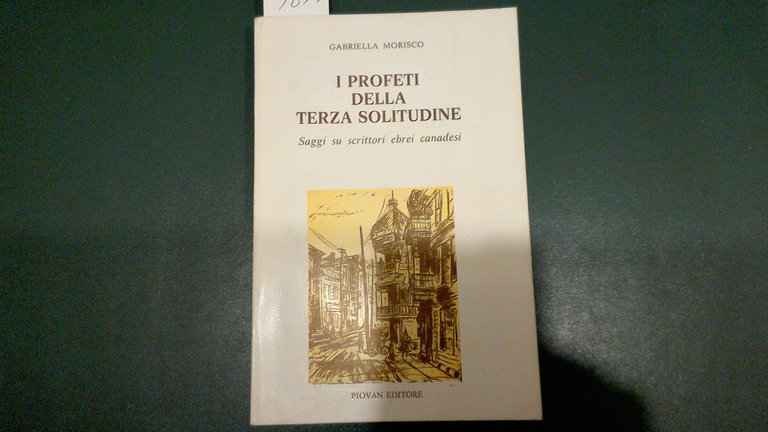 GABRIELLA MORISCO
I PROFETI
DELLA
TERZA SOLITUDINE
Saggi su scrittori ebrei canadesi
PIOVAN EDITORE